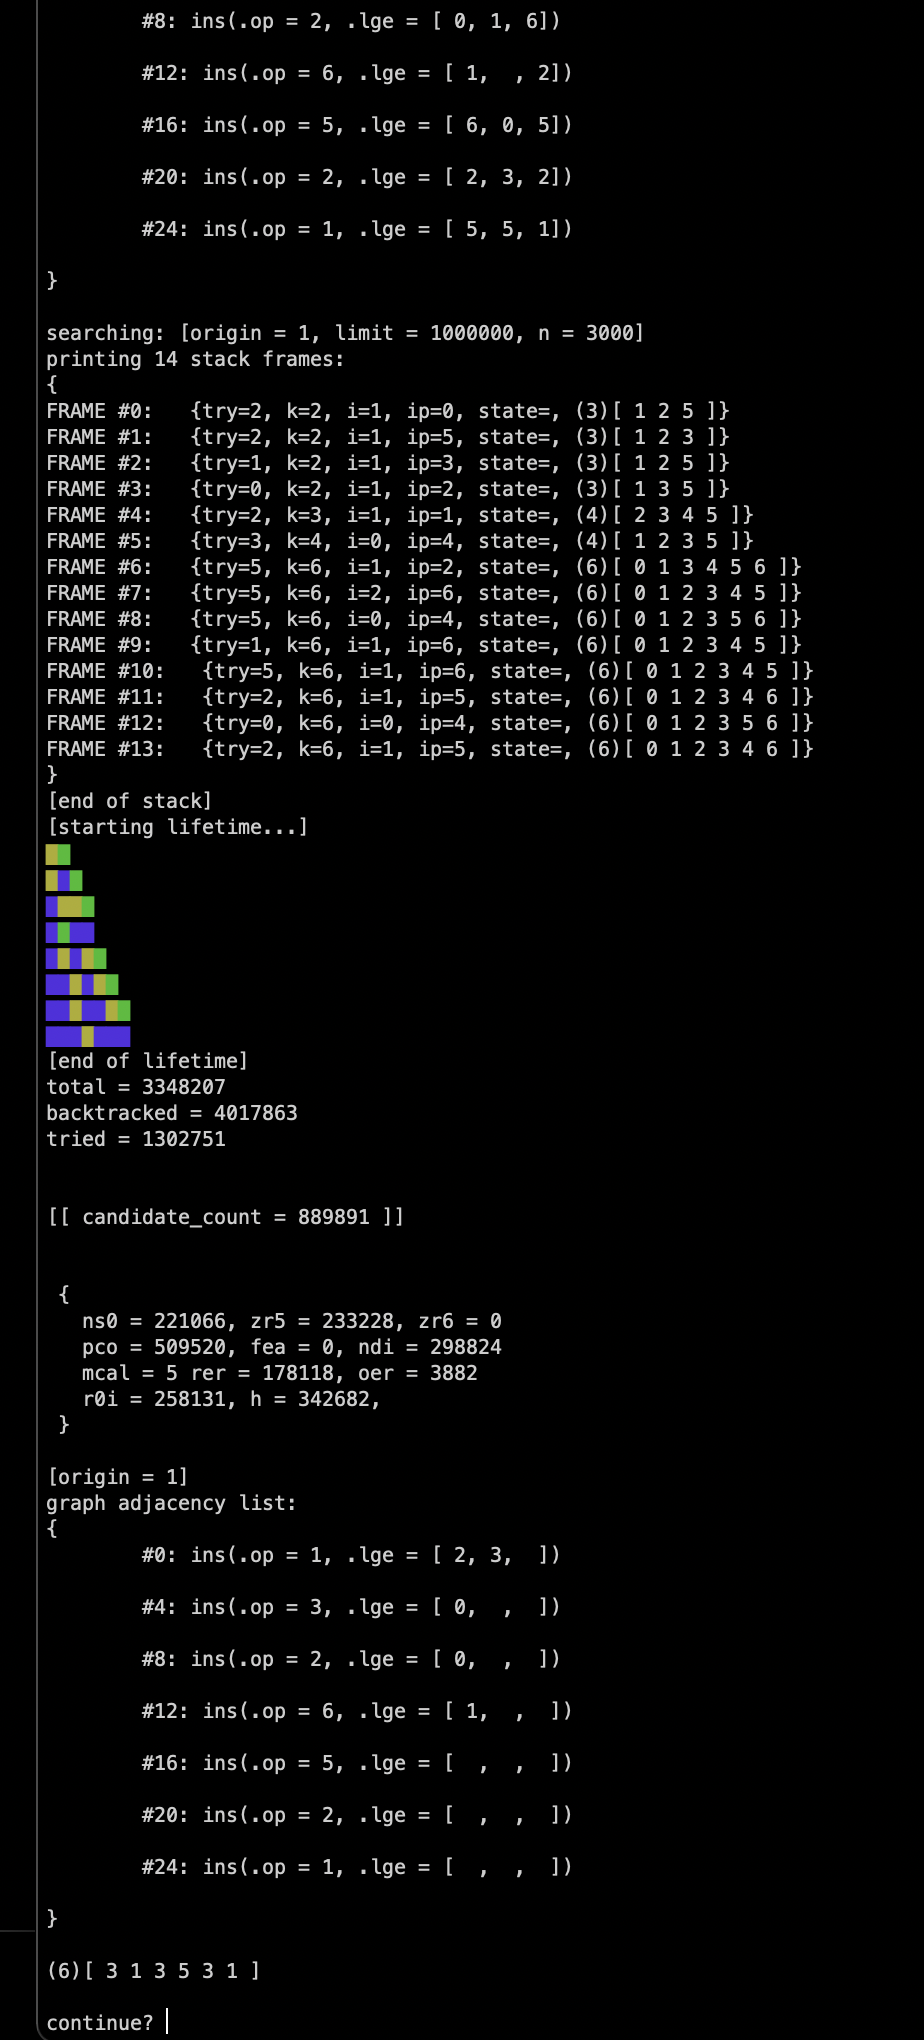 #8: ins(.op = 2, .lge = [ 0, 1, 6])
#12: ins(.op = 6, .lge = [ 1,  , 2])
#16: ins(.op = 5, .lge = [ 6, 0, 5])
#20: ins(.op = 2, .lge = [ 2, 3, 2])
#24: ins(.op = 1, .lge = [ 5, 5, 1])
}
searching: [origin = 1, limit = 1000000, n = 3000]
printing 14 stack frames:
{
FRAME #0:   {try=2, k=2, i=1, ip=0, state=, (3)[ 1 2 5 ]}
FRAME #1:   {try=2, k=2, i=1, ip=5, state=, (3)[ 1 2 3 ]}
FRAME #2:   {try=1, k=2, i=1, ip=3, state=, (3)[ 1 2 5 ]}
FRAME #3:   {try=0, k=2, i=1, ip=2, state=, (3)[ 1 3 5 ]}
FRAME #4:   {try=2, k=3, i=1, ip=1, state=, (4)[ 2 3 4 5 ]}
FRAME #5:   {try=3, k=4, i=0, ip=4, state=, (4)[ 1 2 3 5 ]}
FRAME #6:   {try=5, k=6, i=1, ip=2, state=, (6)[ 0 1 3 4 5 6 ]}
FRAME #7:   {try=5, k=6, i=2, ip=6, state=, (6)[ 0 1 2 3 4 5 ]}
FRAME #8:   {try=5, k=6, i=0, ip=4, state=, (6)[ 0 1 2 3 5 6 ]}
FRAME #9:   {try=1, k=6, i=1, ip=6, state=, (6)[ 0 1 2 3 4 5 ]}
FRAME #10:   {try=5, k=6, i=1, ip=6, state=, (6)[ 0 1 2 3 4 5 ]}
FRAME #11:   {try=2, k=6, i=1, ip=5, state=, (6)[ 0 1 2 3 4 6 ]}
FRAME #12:   {try=0, k=6, i=0, ip=4, state=, (6)[ 0 1 2 3 5 6 ]}
FRAME #13:   {try=2, k=6, i=1, ip=5, state=, (6)[ 0 1 2 3 4 6 ]}
}
[end of stack]
[starting lifetime...]
[end of lifetime]
total = 3348207
backtracked = 4017863
tried = 1302751
[[ candidate_count = 889891 ]]
{
ns0 = 221066, zr5 = 233228, zr6 = 0
pco = 509520, fea = 0, ndi = 298824
mcal = 5 rer = 178118, oer = 3882
r0i = 258131, h = 342682,
}
[origin = 1]
graph adjacency list:
{
#0: ins(.op = 1, .lge = [ 2, 3,  ])
#4: ins(.op = 3, .lge = [ 0,  ,  ])
#8: ins(.op = 2, .lge = [ 0,  ,  ])
#12: ins(.op = 6, .lge = [ 1,  ,  ])
#16: ins(.op = 5, .lge = [  ,  ,  ])
#20: ins(.op = 2, .lge = [  ,  ,  ])
#24: ins(.op = 1, .lge = [  ,  ,  ])
}
(6)[ 3 1 3 5 3 1 ]
continue?